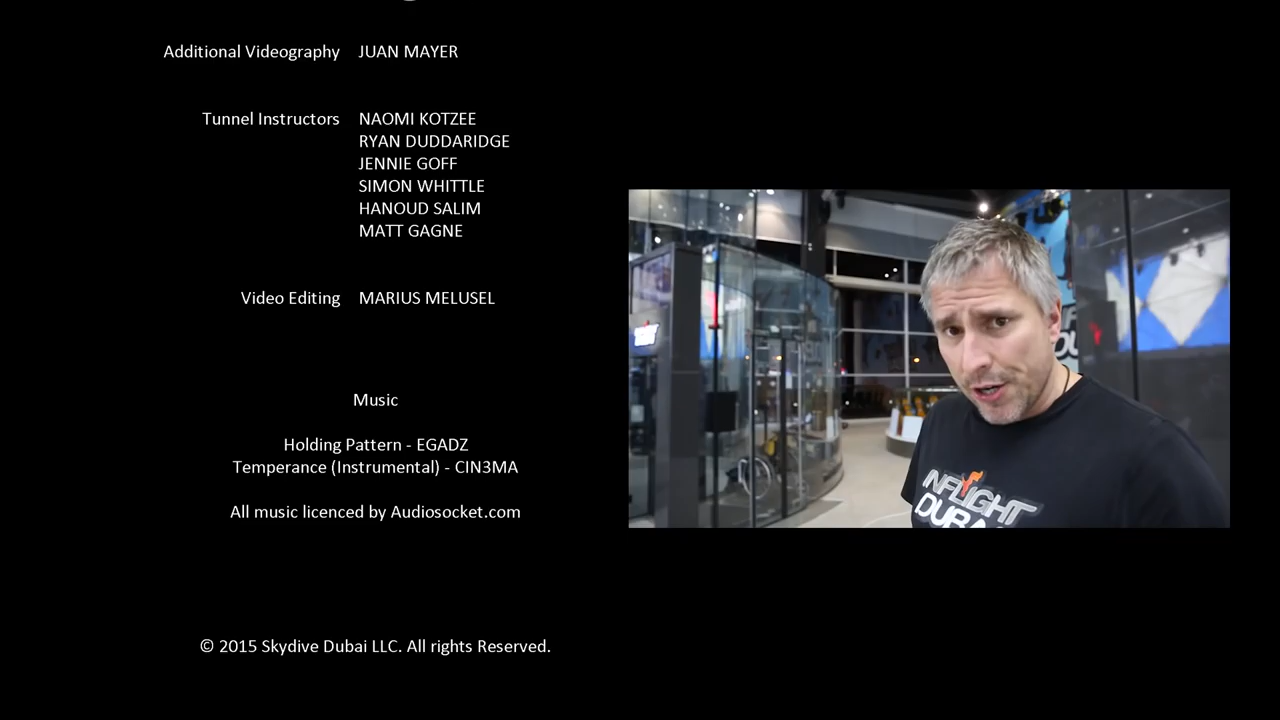 Additional Videography JUAN MAYER
Tunnel Instructors NAOMI KOTZEE
RYAN DUDDARIDGE
JENNIE GOFF
SIMON WHITTLE
HANOUD SALIM
MATT GAGNE
Video Editing MARIUS MELUSEL
Music
Holding Pattern - EGADZ
Temperance (Instrumental) - CIN3MA
All music licenced by Audiosocket.com
© 2015 Skydive Dubai LLC. All rights Reserved.
INFLIGHT
DUBAI